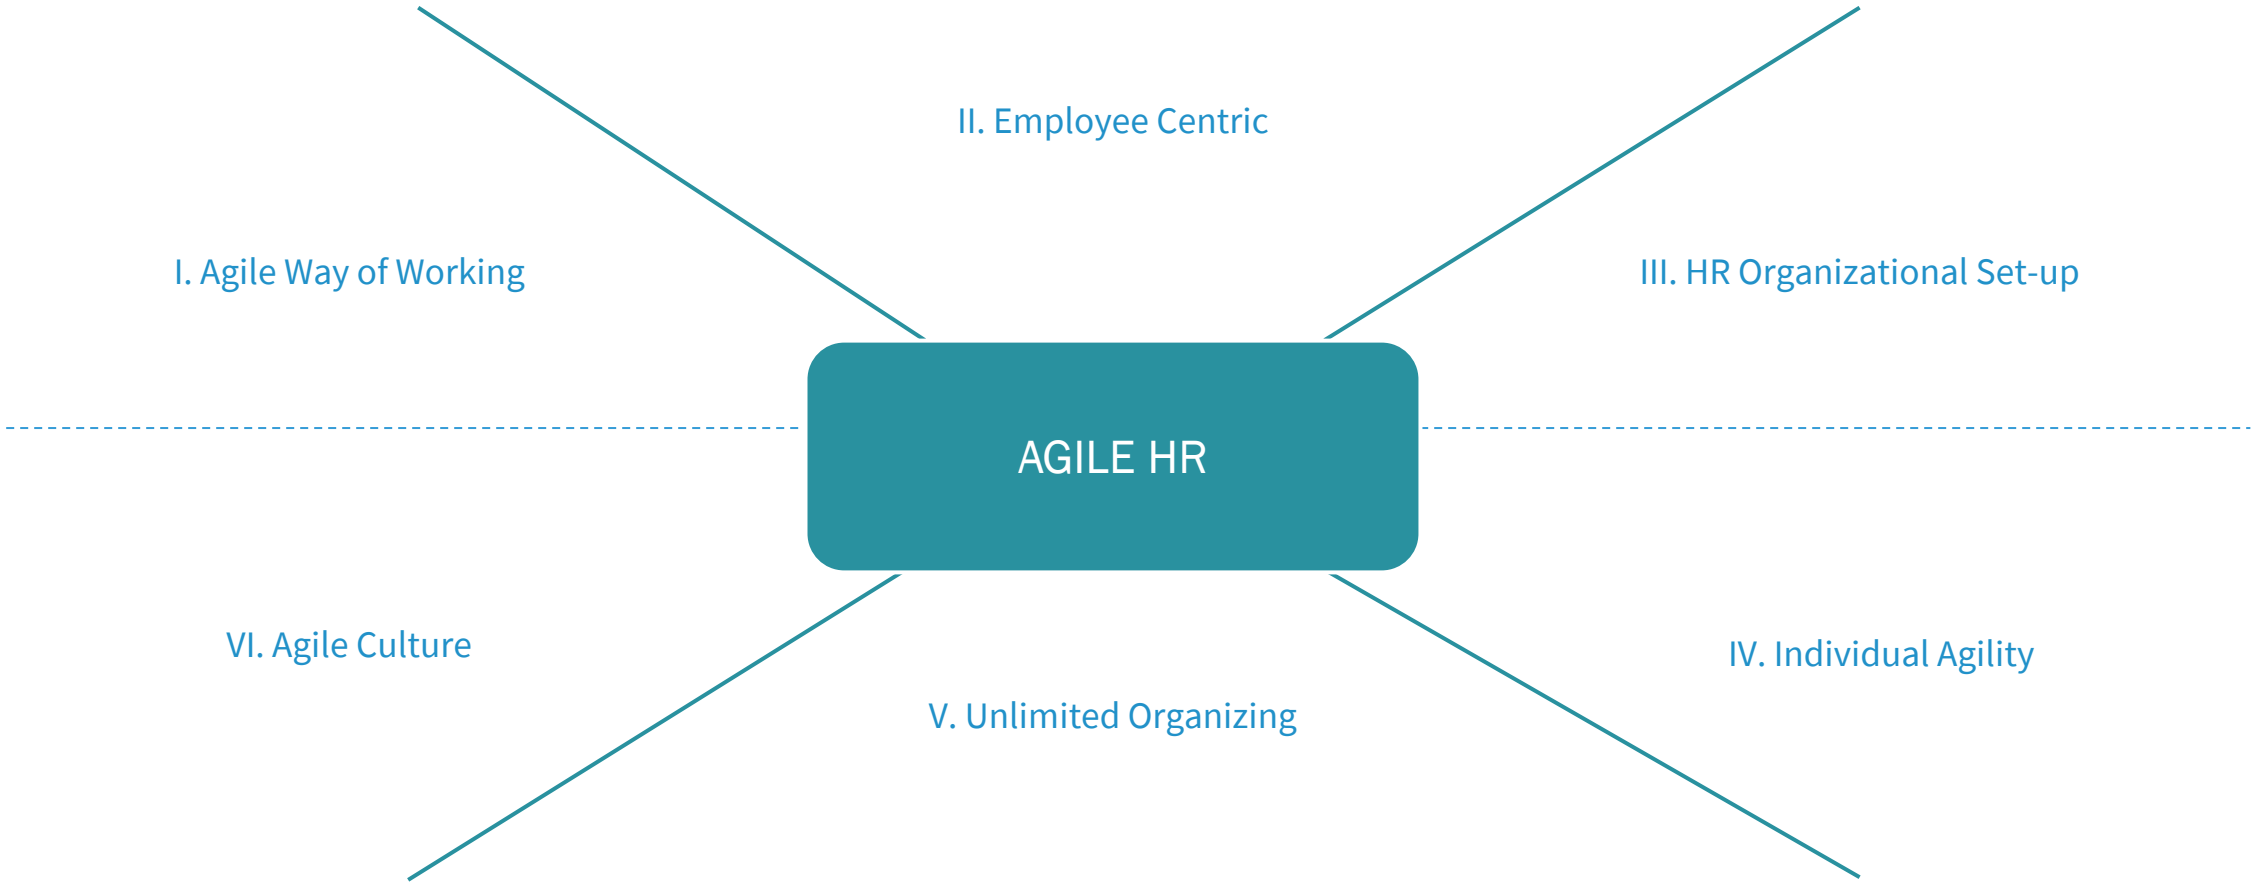 II. Employee Centric
I. Agile Way of Working
III. HR Organizational Set-up
AGILE HR
VI. Agile Culture
IV. Individual Agility
V. Unlimited Organizing